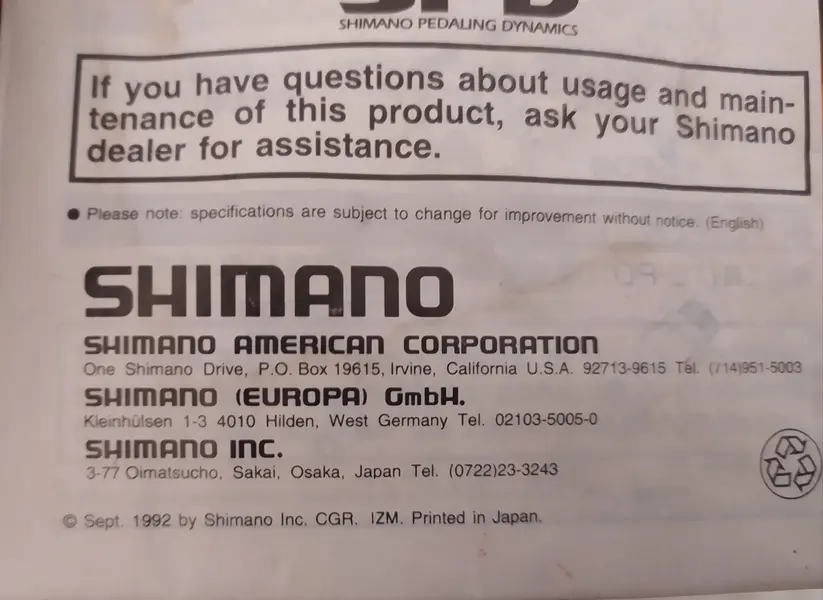 SPD
SHIMANO PEDALING DYNAMICS
If you have questions about usage and main-
tenance of this product, ask your Shimano
dealer for assistance.
● Please note: specifications are subject to change for improvement without notice. (English)
SHIMANO
SHIMANO AMERICAN CORPORATION
One Shimano Drive, P.O. Box 19615, Irvine, California U.S.A. 92713-9615 Tel. (714)951-5003
SHIMANO (EUROPA) GmbH.
Kleinhülsen 1-3 4010 Hilden, West Germany Tel. 02103-5005-0
SHIMANO INC.
3-77 Oimatsucho, Sakai, Osaka, Japan Tel. (0722)23-3243
© Sept. 1992 by Shimano Inc. CGR. IZM. Printed in Japan.